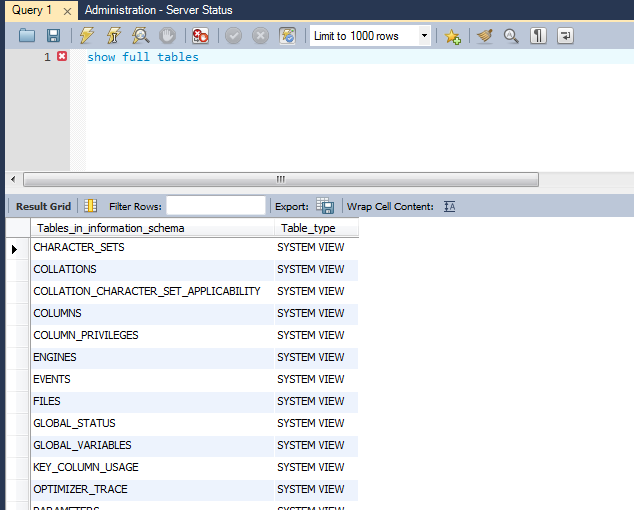 Query 1 Administration - Server Status
Limit to 1000 rows
1 show full tables
Result Grid Filter Rows: Export: Wrap Cell Content:
Tables_in_information_schema Table_type
CHARACTER_SETS SYSTEM VIEW
COLLATIONS SYSTEM VIEW
COLLATION_CHARACTER_SET_APPLICABILITY SYSTEM VIEW
COLUMNS SYSTEM VIEW
COLUMN_PRIVILEGES SYSTEM VIEW
ENGINES SYSTEM VIEW
EVENTS SYSTEM VIEW
FILES SYSTEM VIEW
GLOBAL_STATUS SYSTEM VIEW
GLOBAL_VARIABLES SYSTEM VIEW
KEY_COLUMN_USAGE SYSTEM VIEW
OPTIMIZER_TRACE SYSTEM VIEW
PARAMETERS SYSTEM VIEW